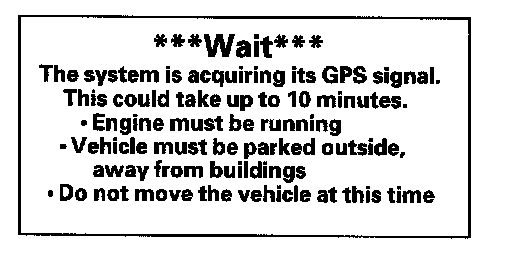 ***Wait***
The system is acquiring its GPS signal.
This could take up to 10 minutes.
• Engine must be running
• Vehicle must be parked outside,
away from buildings
• Do not move the vehicle at this time